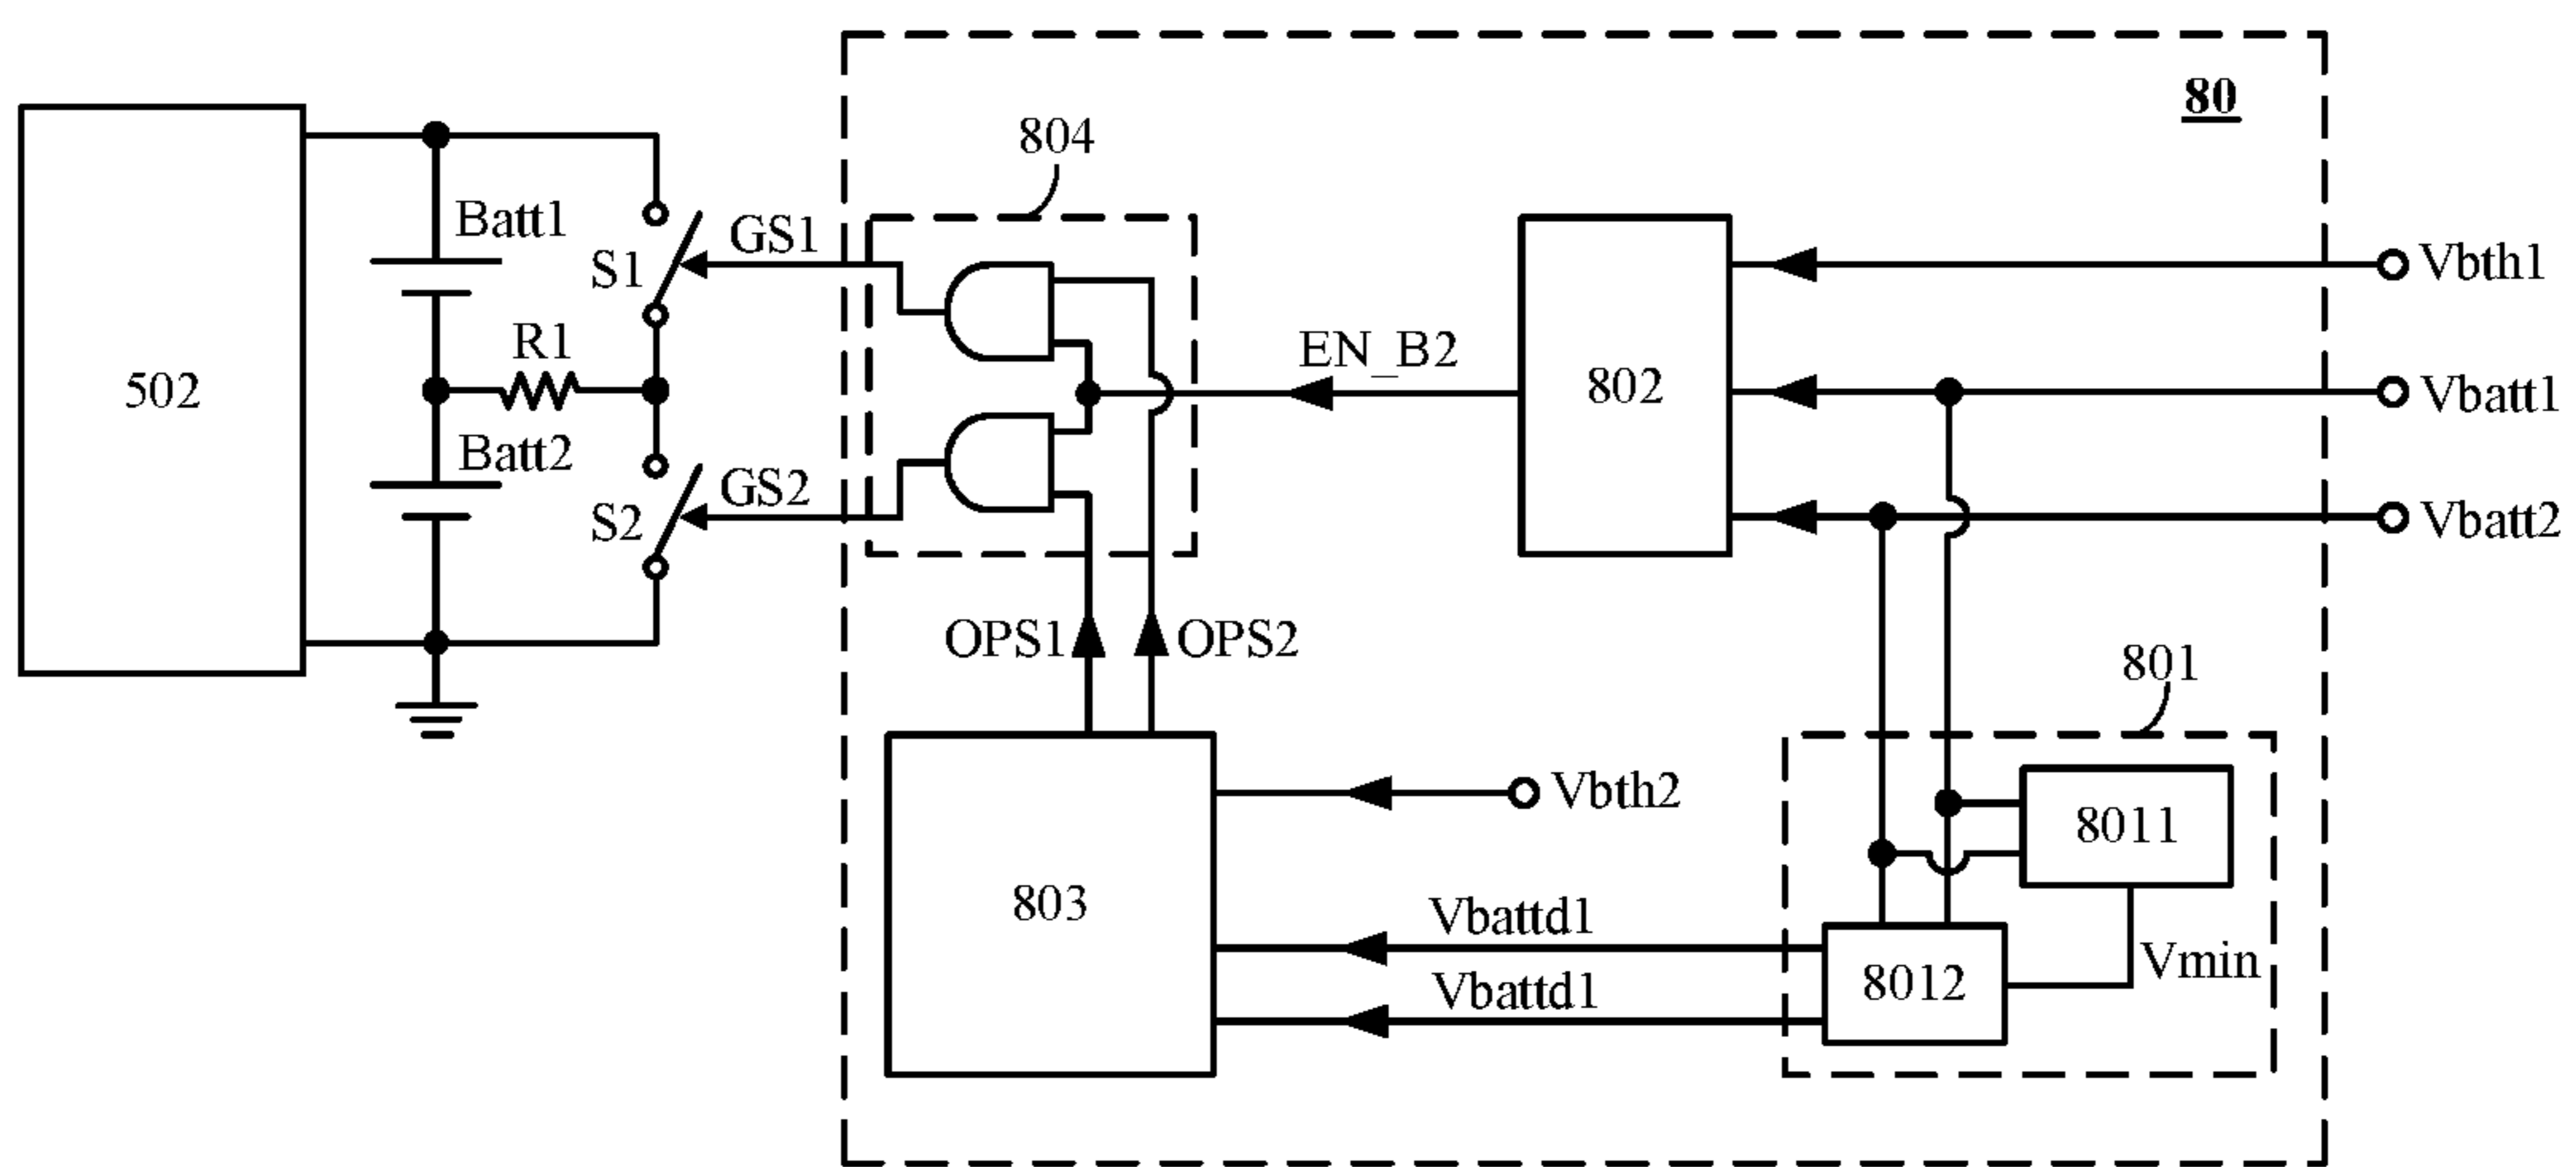 80
804
Batt1
GS1
S1
Vbth1
R1
EN_B2
502
802
Vbatt1
Batt2
GS2
S2
Vbatt2
OPS1
OPS2
801
Vbth2
8011
803
Vbattd1
Vmin
8012
Vbattd1